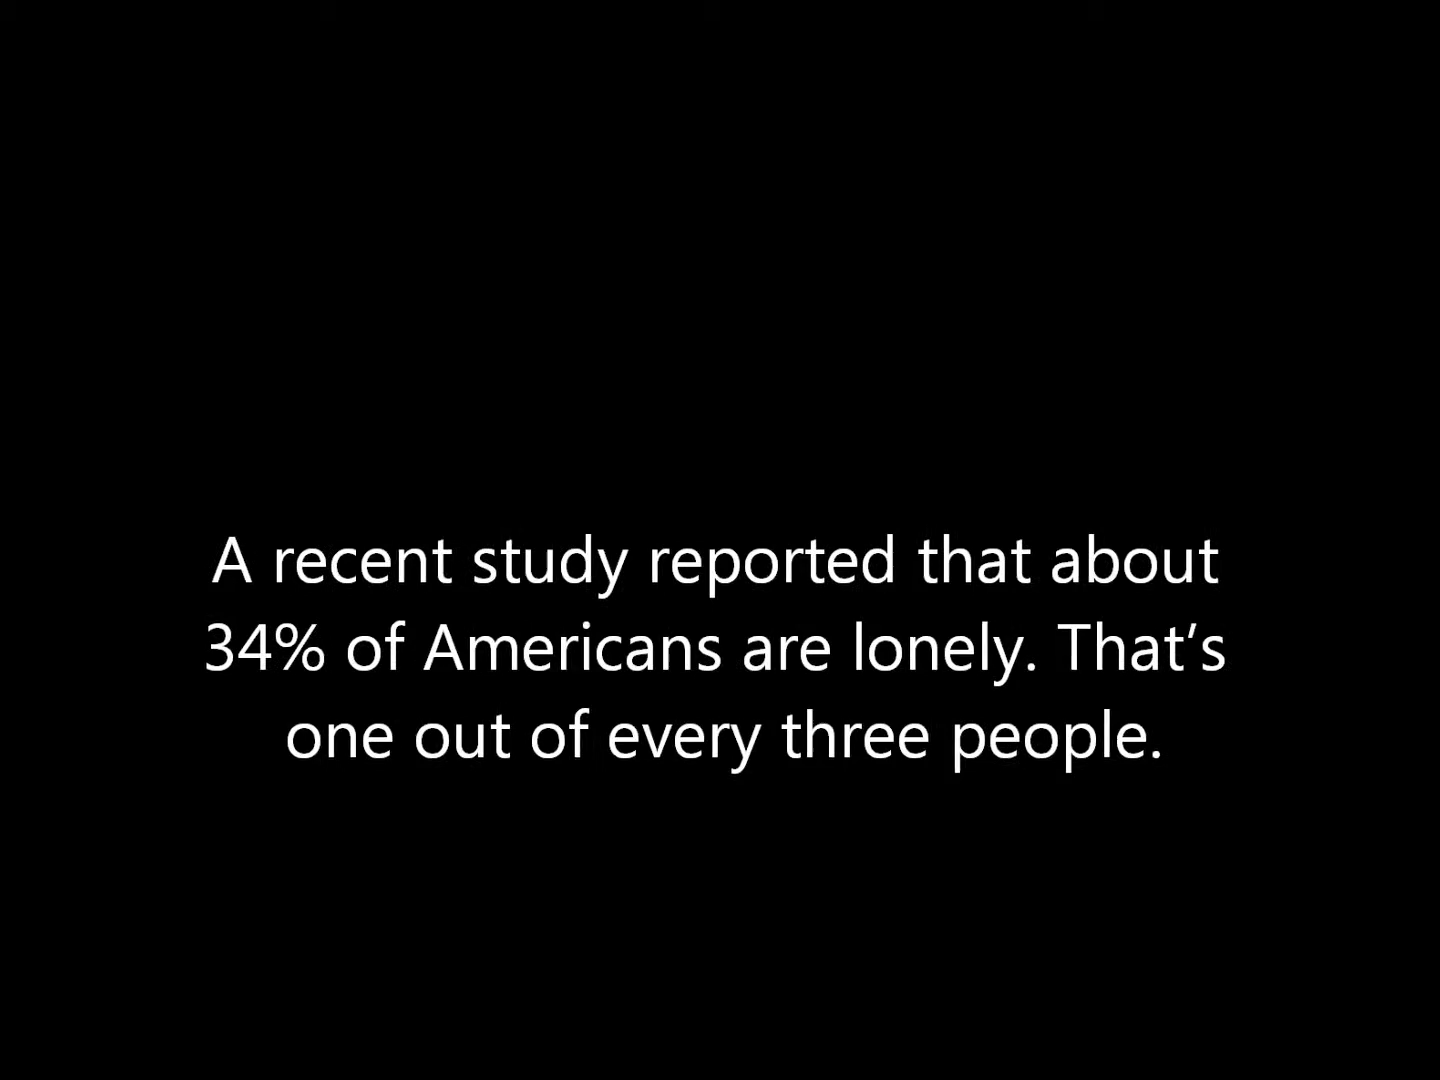 A recent study reported that about
34% of Americans are lonely. That’s
one out of every three people.